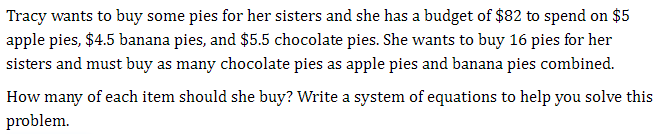 Tracy wants to buy some pies for her sisters and she has a budget of $82 to spend on $5
apple pies, $4.5 banana pies, and $5.5 chocolate pies. She wants to buy 16 pies for her
sisters and must buy as many chocolate pies as apple pies and banana pies combined.
How many of each item should she buy? Write a system of equations to help you solve this
problem.